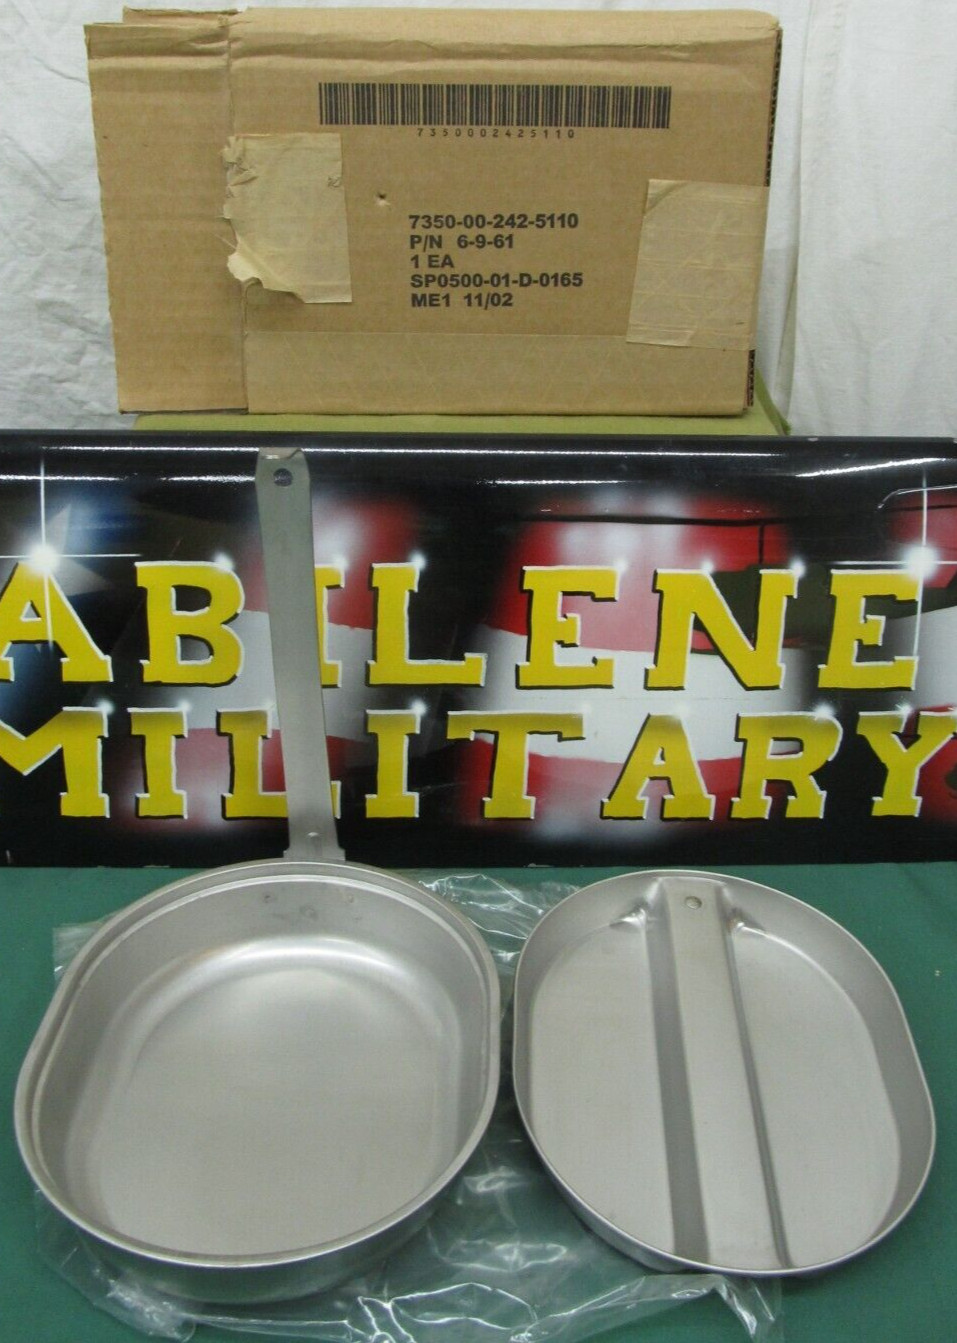 7350002425110
7350-00-242-5110
P/N 6-9-61
1 EA
SP0500-01-D-0165
ME1 11/02
ABILENE
MILITARY